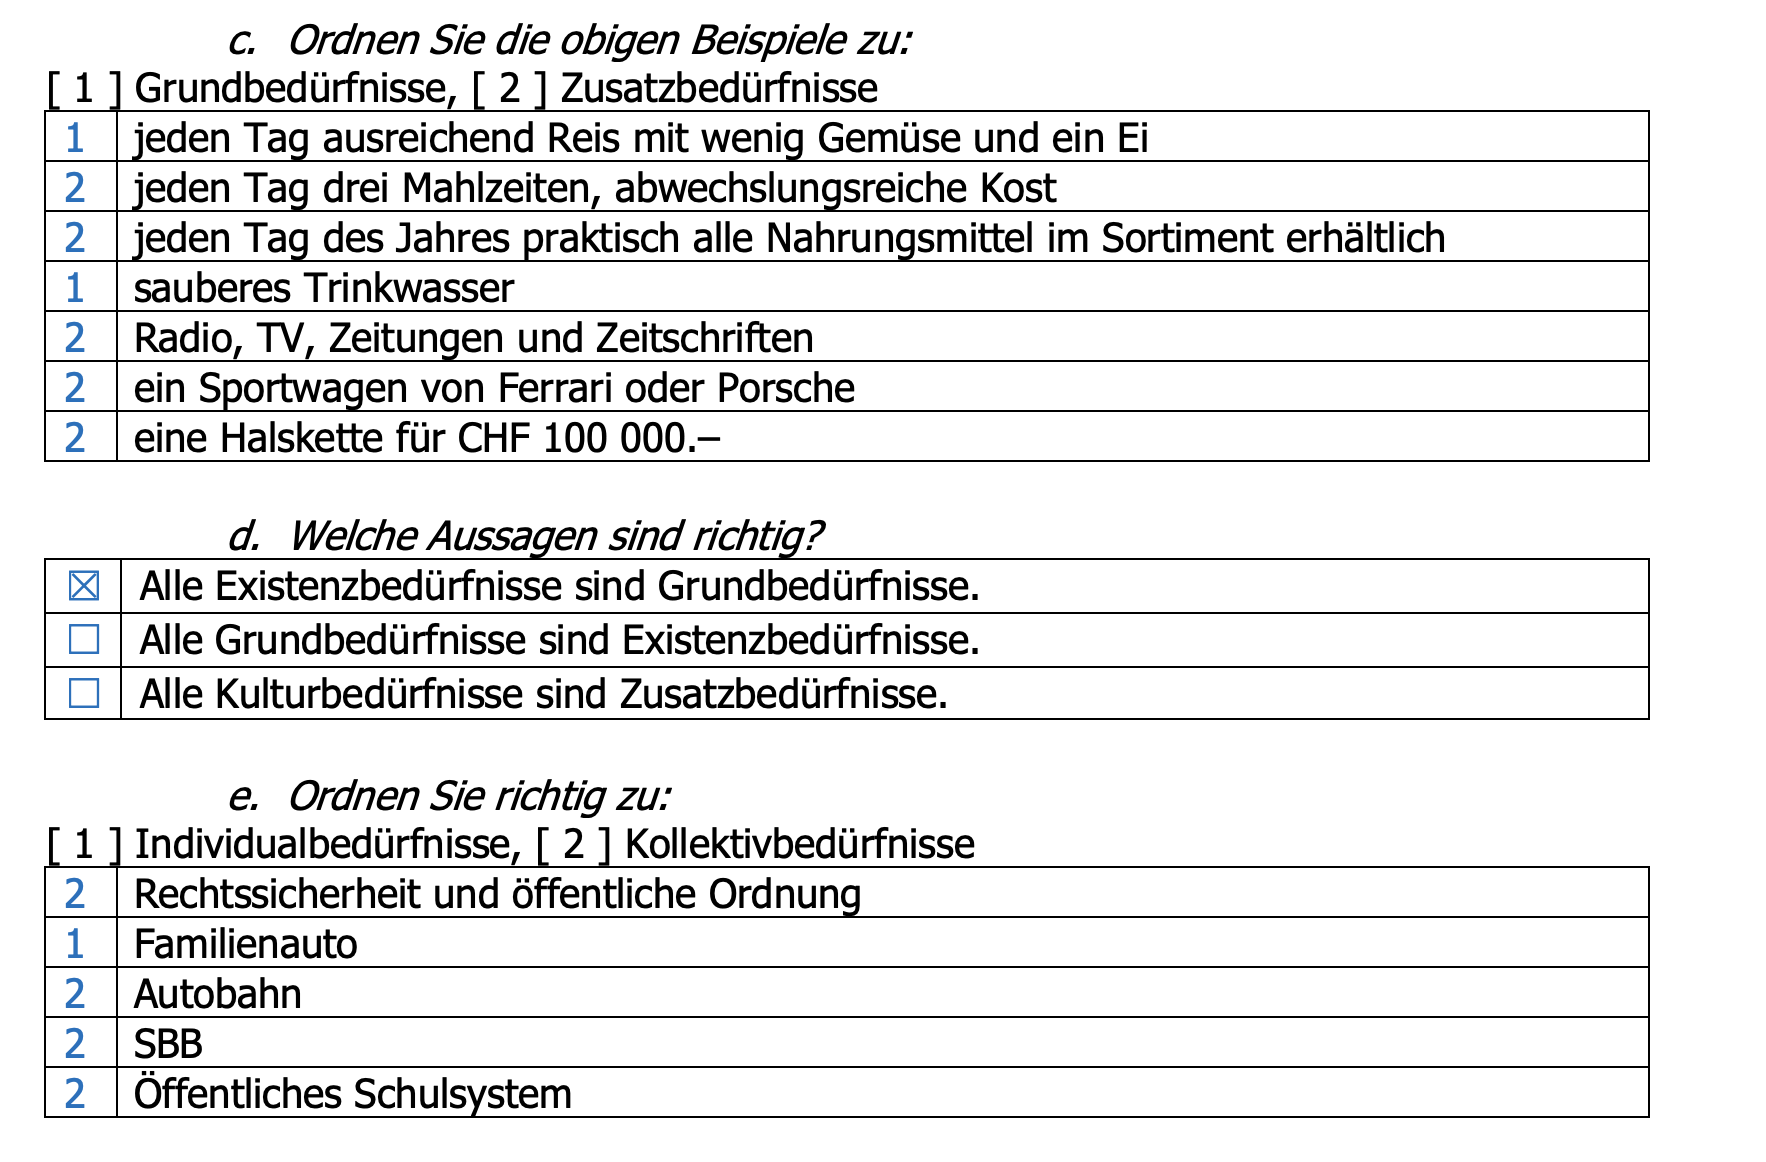 c. Ordnen Sie die obigen Beispiele zu:
[ 1 ] Grundbedürfnisse, [ 2 ] Zusatzbedürfnisse
1 jeden Tag ausreichend Reis mit wenig Gemüse und ein Ei
2 jeden Tag drei Mahlzeiten, abwechslungsreiche Kost
2 jeden Tag des Jahres praktisch alle Nahrungsmittel im Sortiment erhältlich
1 sauberes Trinkwasser
2 Radio, TV, Zeitungen und Zeitschriften
2 ein Sportwagen von Ferrari oder Porsche
2 eine Halskette für CHF 100 000.–
d. Welche Aussagen sind richtig?
☒ Alle Existenzbedürfnisse sind Grundbedürfnisse.
☐ Alle Grundbedürfnisse sind Existenzbedürfnisse.
☐ Alle Kulturbedürfnisse sind Zusatzbedürfnisse.
e. Ordnen Sie richtig zu:
[ 1 ] Individualbedürfnisse, [ 2 ] Kollektivbedürfnisse
2 Rechtssicherheit und öffentliche Ordnung
1 Familienauto
2 Autobahn
2 SBB
2 Öffentliches Schulsystem